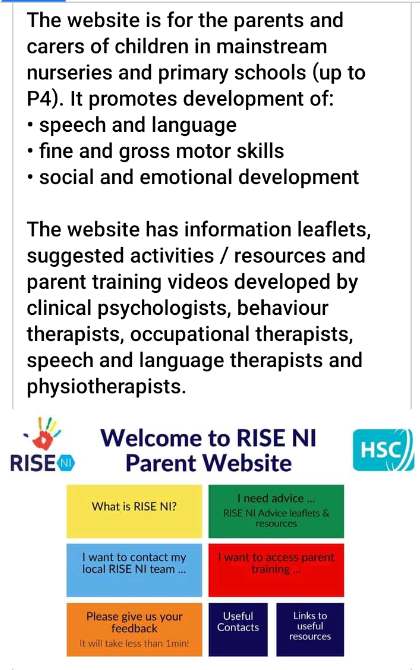 The website is for the parents and
carers of children in mainstream
nurseries and primary schools (up to
P4). It promotes development of:
• speech and language
• fine and gross motor skills
• social and emotional development
The website has information leaflets,
suggested activities / resources and
parent training videos developed by
clinical psychologists, behaviour
therapists, occupational therapists,
speech and language therapists and
physiotherapists.
RISE NI
Welcome to RISE NI
Parent Website
HSC
What is RISE NI?
I need advice ...
RISE NI Advice leaflets &
resources
I want to contact my
local RISE NI team ...
I want to access parent
training ...
Please give us your
feedback
It will take less than 1min!
Useful
Contacts
Links to
useful
resources